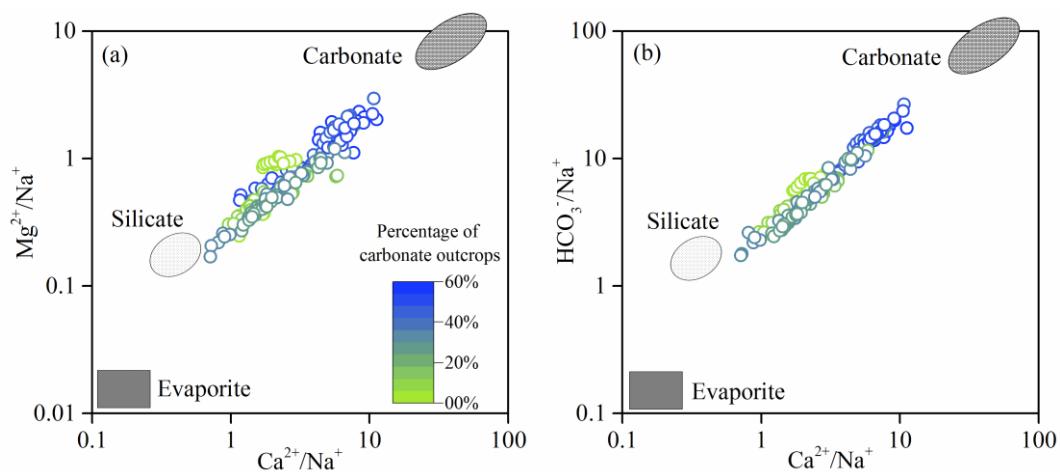 (a)
Carbonate
Silicate
Evaporite
Percentage of
carbonate outcrops
60%
40%
20%
00%
10
1
0.1
0.01
Mg²⁺/Na⁺
0.1
1
10
100
Ca²⁺/Na⁺
(b)
Carbonate
Silicate
Evaporite
100
10
1
0.1
HCO₃⁻/Na⁺
0.1
1
10
100
Ca²⁺/Na⁺